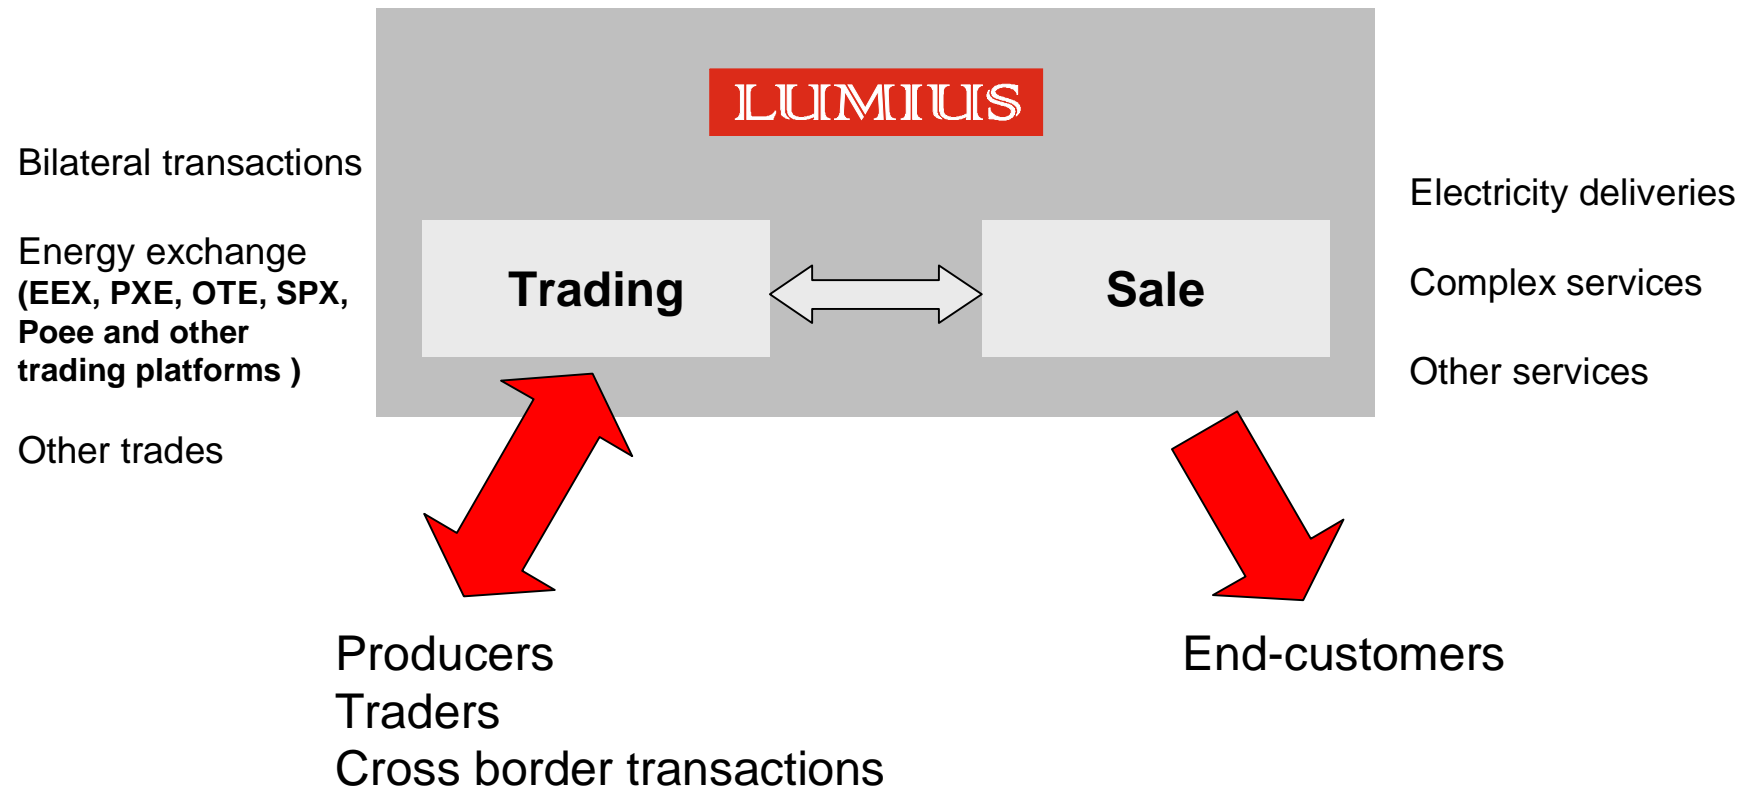 LUMIUS
Bilateral transactions
Energy exchange
(EEX, PXE, OTE, SPX,
Poee and other
trading platforms )
Other trades
Trading
Sale
Electricity deliveries
Complex services
Other services
Producers
Traders
Cross border transactions
End-customers